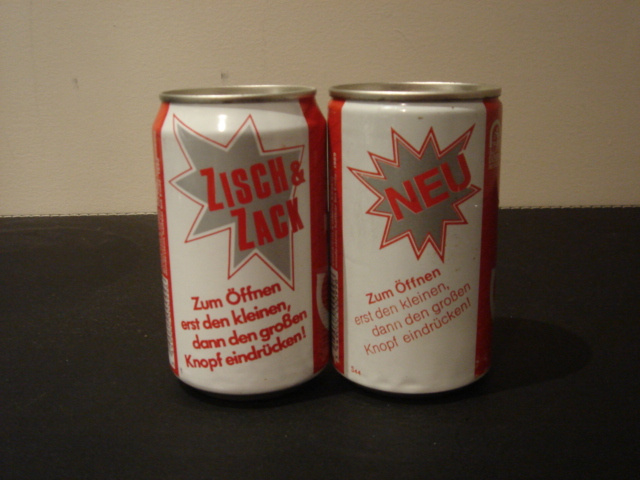 ZISCH &
ZACK
Zum Öffnen
erst den kleinen,
dann den großen
Knopf eindrücken!
NEU
Zum Öffnen
erst den kleinen,
dann den großen
Knopf eindrücken!